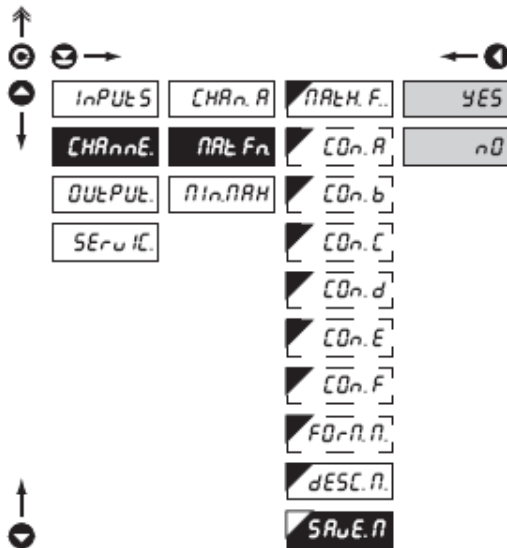 C
InPUtS CHAn. A MAtH. F.. YES
CHAnnE. MAt Fn COn. A nO
OUtPUt. MIn.MAX COn. b
SErvIC. COn. C
COn. d
COn. E
COn. F
FOrM. M.
dESC. M.
SAvE. M